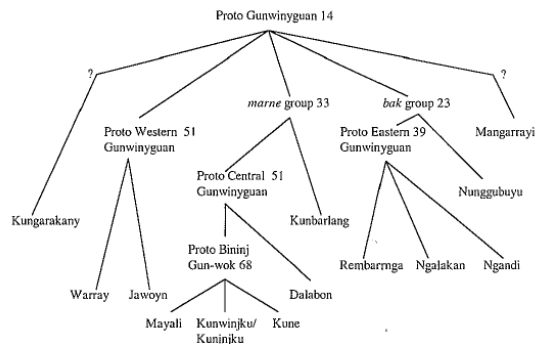 Proto Gunwinyguan 14
?
?
marne group 33
bak group 23
Proto Western 51
Gunwinyguan
Proto Eastern 39
Gunwinyguan
Mangarrayi
Proto Central 51
Gunwinyguan
Nunggubuyu
Kungarakany
Kunbarlang
Proto Bininj
Gun-wok 68
Rembarrnga
Ngalakan
Ngandi
Warray
Jawoyn
Dalabon
Mayali
Kunwinjku/
Kuninjku
Kune